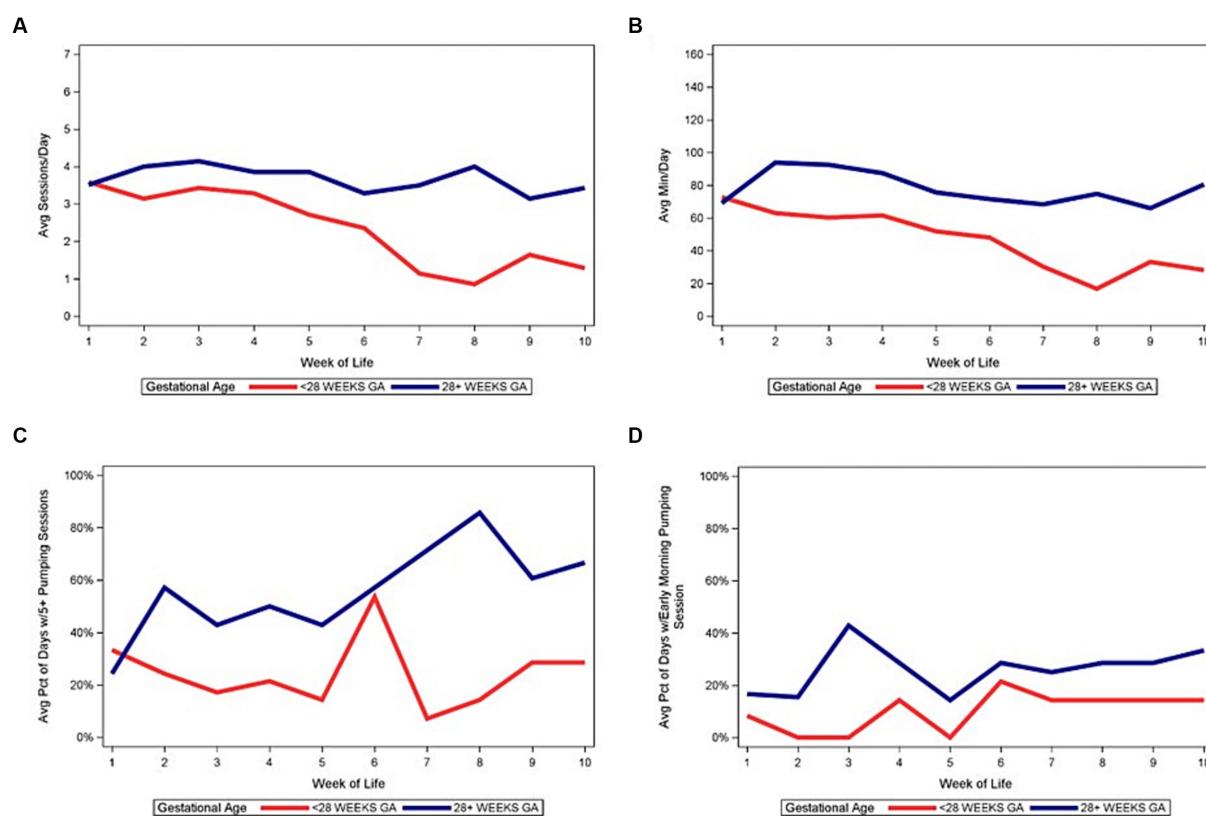 A
Avg Sessions/Day
7
6
5
4
3
2
1
0
1 2 3 4 5 6 7 8 9 10
Week of Life
Gestational Age <28 WEEKS GA 28+ WEEKS GA
B
Avg Min/Day
160
140
120
100
80
60
40
20
0
1 2 3 4 5 6 7 8 9 10
Week of Life
Gestational Age <28 WEEKS GA 28+ WEEKS GA
C
Avg Pct of Days w/5+ Pumping Sessions
100%
80%
60%
40%
20%
0%
1 2 3 4 5 6 7 8 9 10
Week of Life
Gestational Age <28 WEEKS GA 28+ WEEKS GA
D
Avg Pct of Days w/Early Morning Pumping
Session
100%
80%
60%
40%
20%
0%
1 2 3 4 5 6 7 8 9 10
Week of Life
Gestational Age <28 WEEKS GA 28+ WEEKS GA